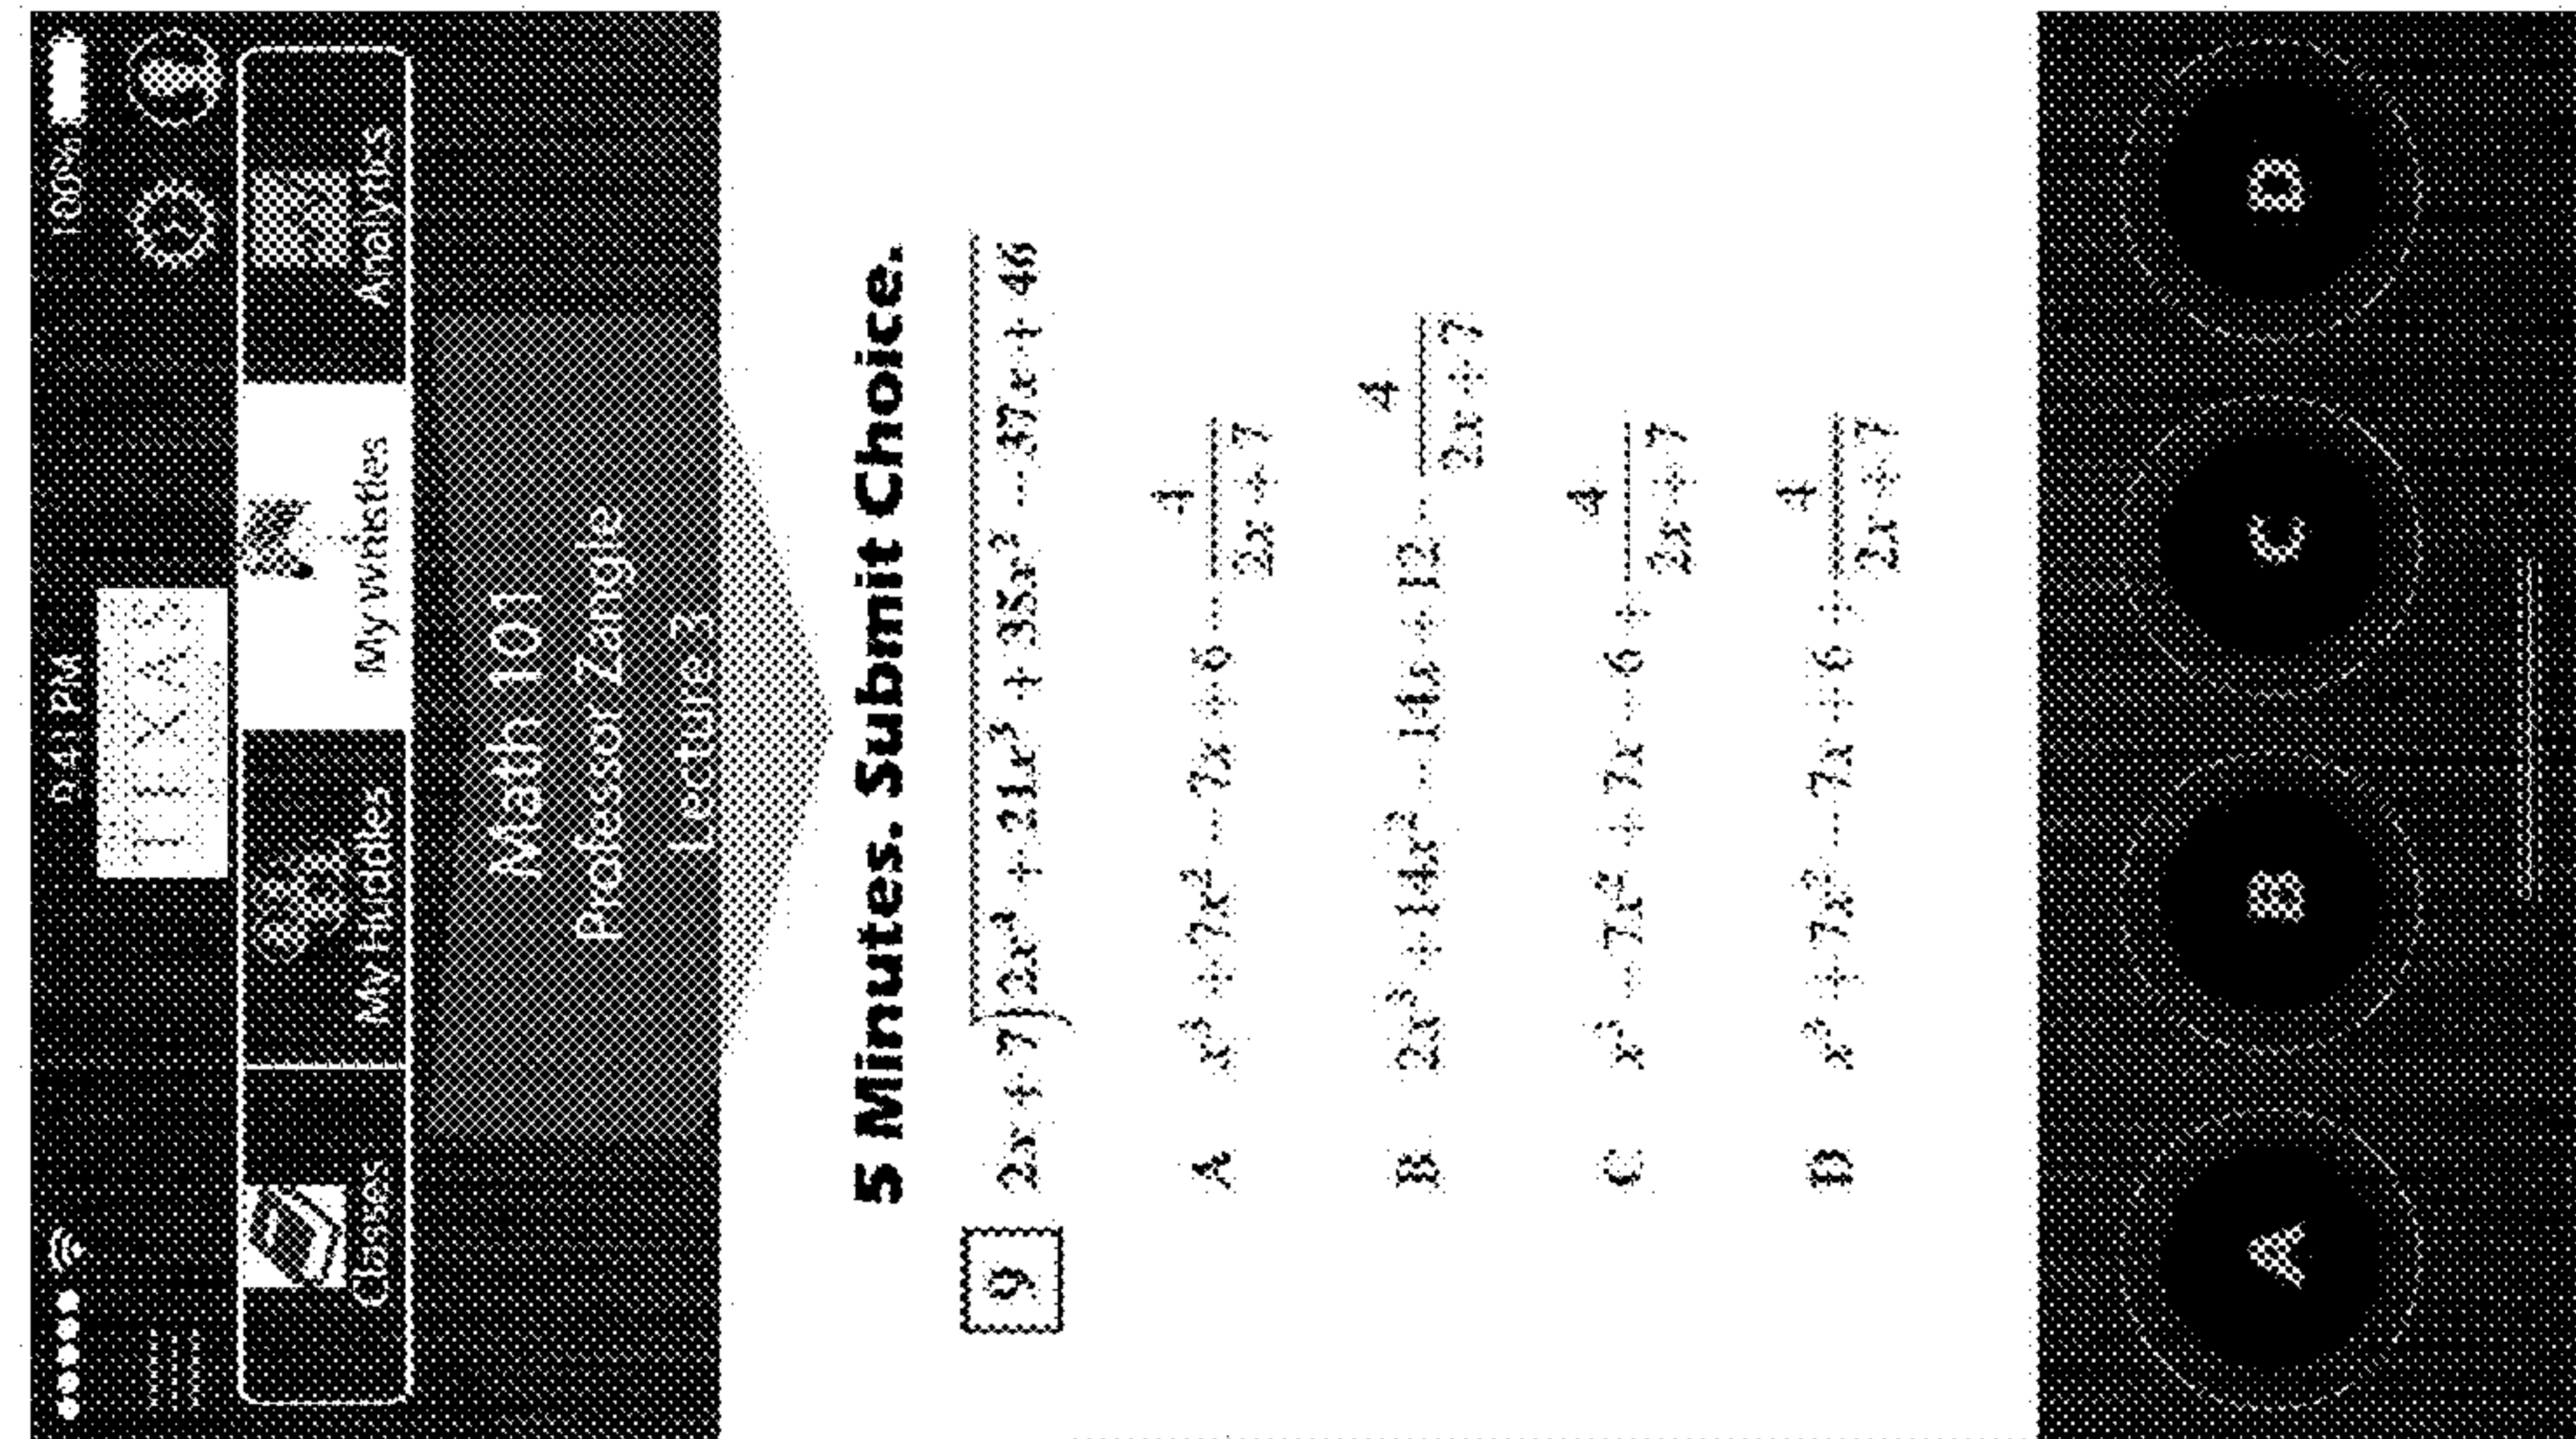 9:41 PM 100%
TEXAS
Classes My Huddles My Whistles Analytics
Math 101
Professor Zangle
Lecture 3
5 Minutes. Submit Choice.
9 2x + 7)2x⁴ + 21x³ + 35x² − 37x + 46
A x³ + 7x² − 7x + 6 − 4/(2x + 7)
B 2x³ + 14x² − 14x + 12 − 4/(2x + 7)
C x³ − 7x² + 7x − 6 + 4/(2x + 7)
D x³ + 7x² − 7x + 6 + 4/(2x + 7)
A B C D